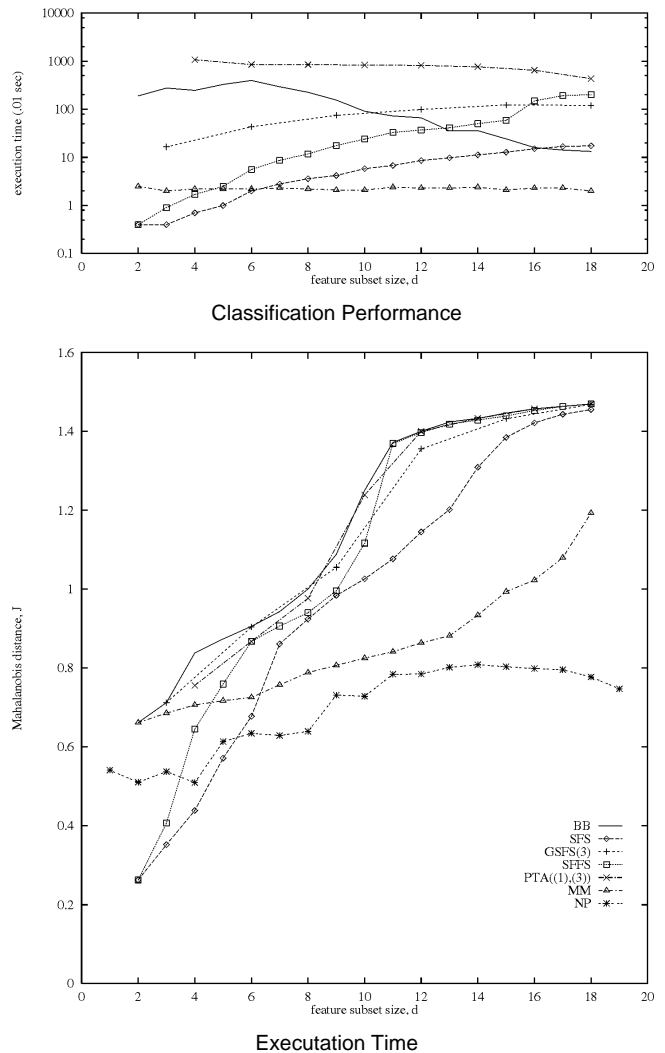 10000
1000
100
10
1
0.1
execution time (.01 sec)
0 2 4 6 8 10 12 14 16 18 20
feature subset size, d
Classification Performance
1.6
1.4
1.2
1
0.8
0.6
0.4
0.2
0
Mahalanobis distance, J
BB
SFS
GSFS(3)
SFFS
PTA((1),(3))
MM
NP
0 2 4 6 8 10 12 14 16 18 20
feature subset size, d
Executation Time